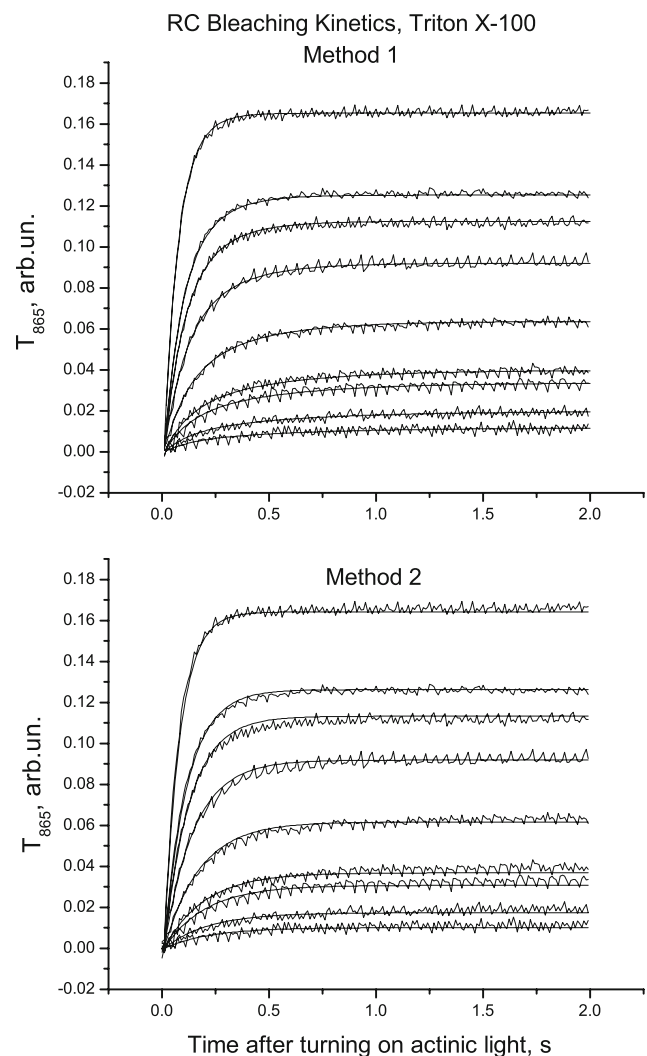 RC Bleaching Kinetics, Triton X-100
Method 1
0.18
0.16
0.14
0.12
0.10
0.08
0.06
0.04
0.02
0.00
-0.02
T865, arb.un.
0.0 0.5 1.0 1.5 2.0
Method 2
0.18
0.16
0.14
0.12
0.10
0.08
0.06
0.04
0.02
0.00
-0.02
T865, arb.un.
0.0 0.5 1.0 1.5 2.0
Time after turning on actinic light, s